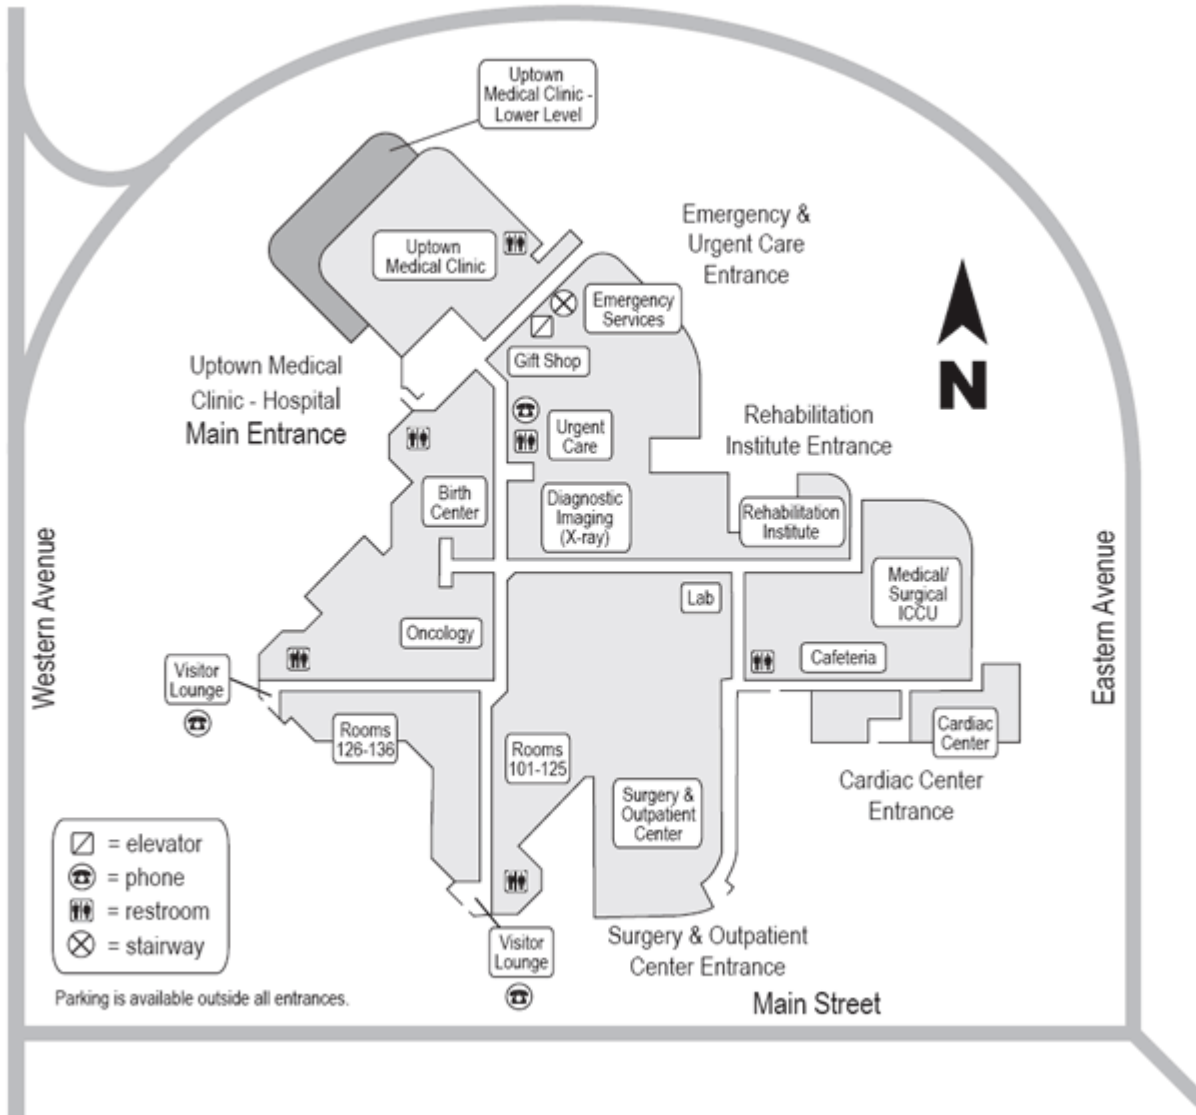 Uptown
Medical Clinic -
Lower Level
Uptown
Medical Clinic
Emergency &
Urgent Care
Entrance
Emergency
Services
Gift Shop
Uptown Medical
Clinic - Hospital
Main Entrance
N
Urgent
Care
Rehabilitation
Institute Entrance
Birth
Center
Diagnostic
Imaging
(X-ray)
Rehabilitation
Institute
Medical/
Surgical
ICCU
Lab
Western Avenue
Eastern Avenue
Oncology
Cafeteria
Visitor
Lounge
Rooms
126-136
Rooms
101-125
Cardiac
Center
Cardiac Center
Entrance
Surgery &
Outpatient
Center
= elevator
= phone
= restroom
= stairway
Visitor
Lounge
Surgery & Outpatient
Center Entrance
Parking is available outside all entrances.
Main Street